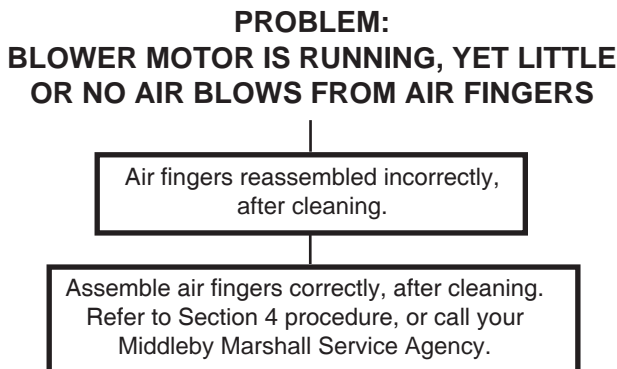 PROBLEM:
BLOWER MOTOR IS RUNNING, YET LITTLE
OR NO AIR BLOWS FROM AIR FINGERS
Air fingers reassembled incorrectly,
after cleaning.
Assemble air fingers correctly, after cleaning.
Refer to Section 4 procedure, or call your
Middleby Marshall Service Agency.